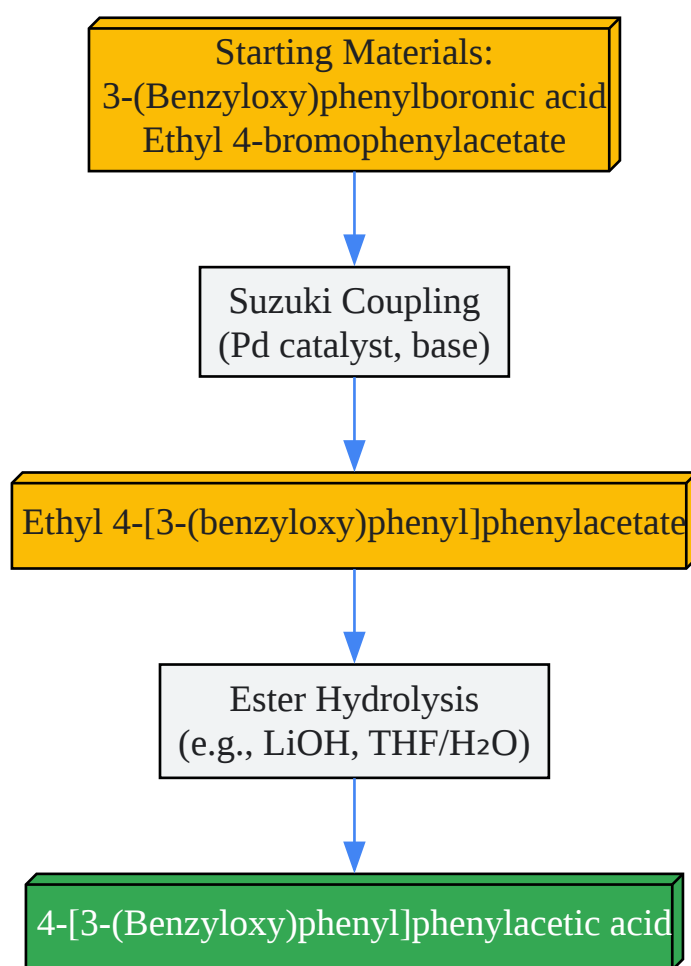 Starting Materials:
3-(Benzyloxy)phenylboronic acid
Ethyl 4-bromophenylacetate
Suzuki Coupling
(Pd catalyst, base)
Ethyl 4-[3-(benzyloxy)phenyl]phenylacetate
Ester Hydrolysis
(e.g., LiOH, THF/H₂O)
4-[3-(Benzyloxy)phenyl]phenylacetic acid